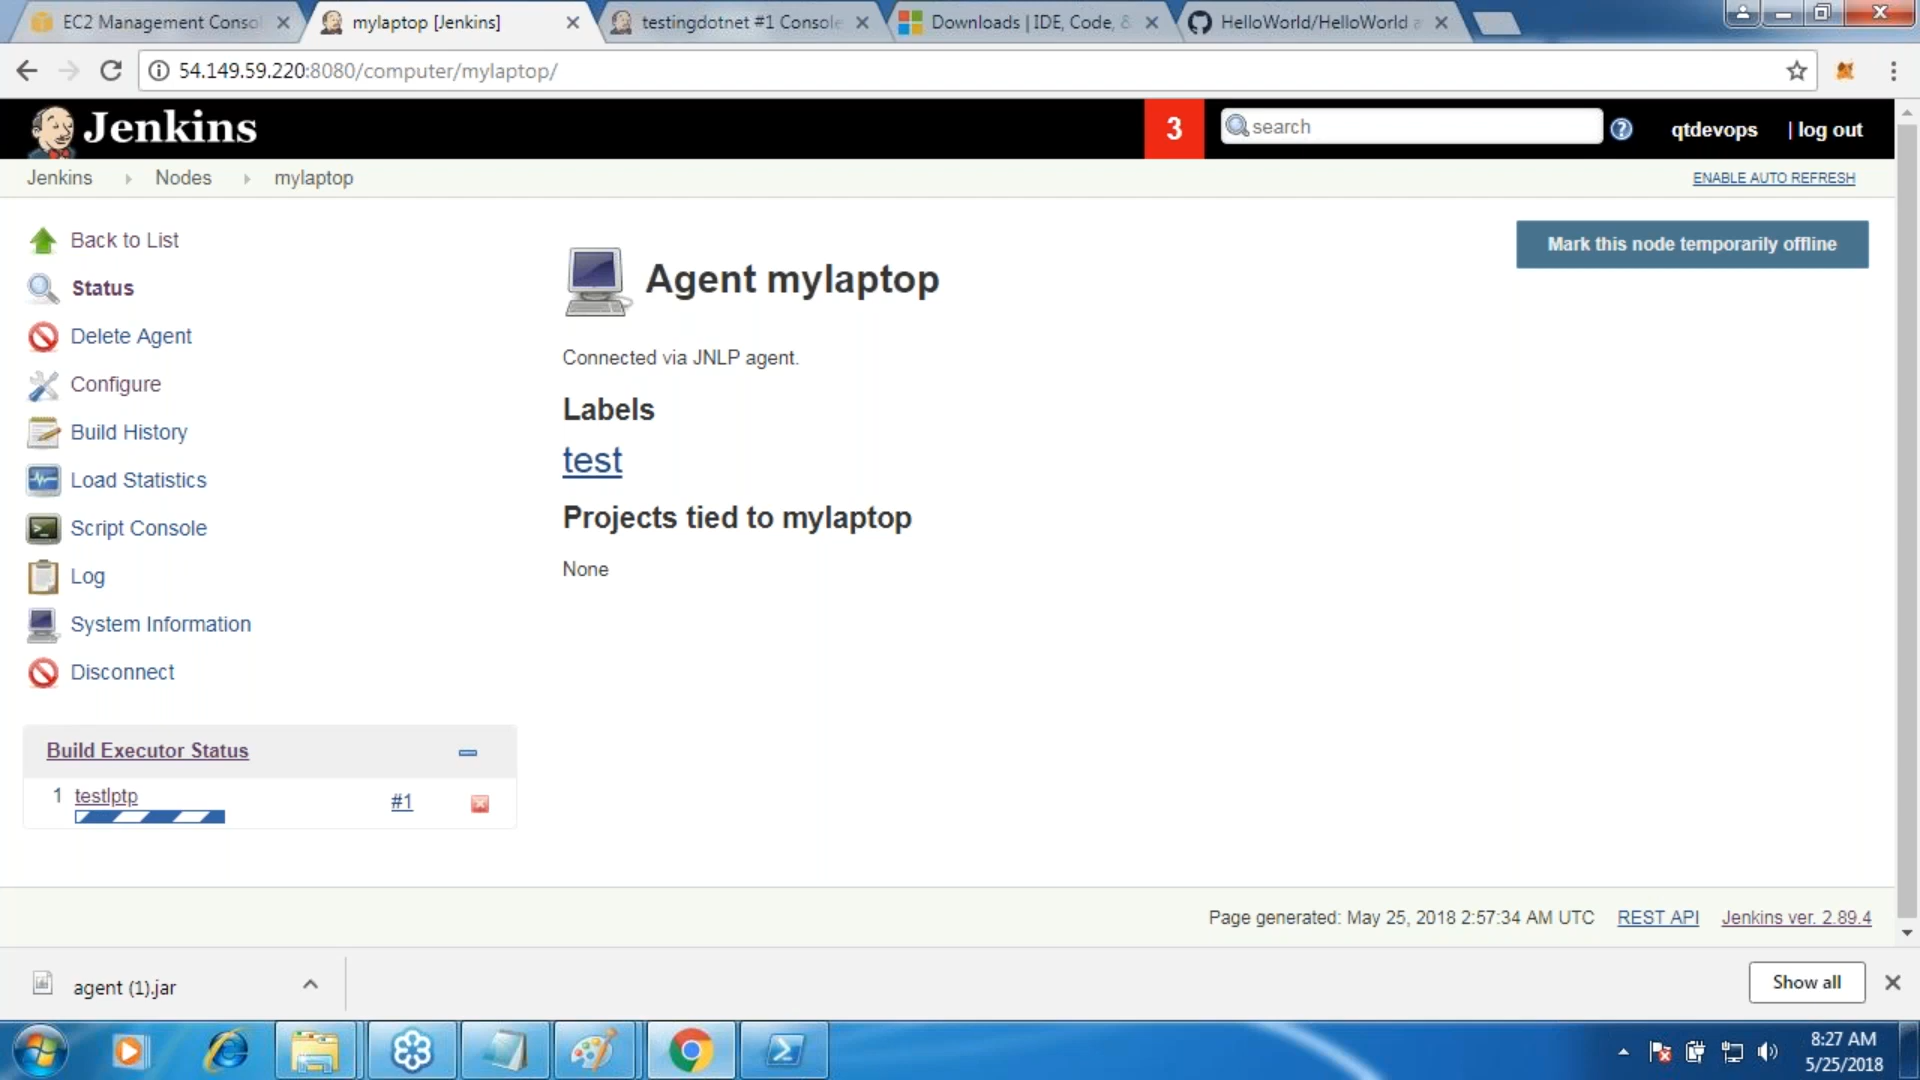 EC2 Management Conso
mylaptop [Jenkins]
testingdotnet #1 Console
Downloads | IDE, Code, &
HelloWorld/HelloWorld a
54.149.59.220:8080/computer/mylaptop/
Jenkins
3
search
qtdevops
| log out
Jenkins
Nodes
mylaptop
ENABLE AUTO REFRESH
Back to List
Status
Delete Agent
Configure
Build History
Load Statistics
Script Console
Log
System Information
Disconnect
Mark this node temporarily offline
Agent mylaptop
Connected via JNLP agent.
Labels
test
Projects tied to mylaptop
None
Build Executor Status
1 testlptp #1
Page generated: May 25, 2018 2:57:34 AM UTC REST API Jenkins ver. 2.89.4
agent (1).jar
Show all
8:27 AM
5/25/2018